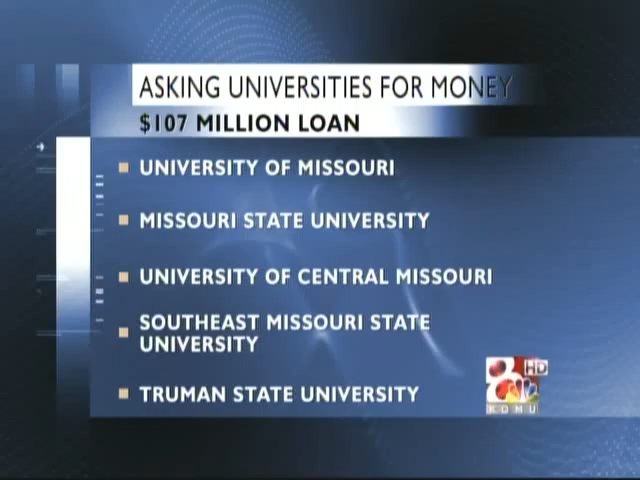 ASKING UNIVERSITIES FOR MONEY
$107 MILLION LOAN
UNIVERSITY OF MISSOURI
MISSOURI STATE UNIVERSITY
UNIVERSITY OF CENTRAL MISSOURI
SOUTHEAST MISSOURI STATE
UNIVERSITY
TRUMAN STATE UNIVERSITY
8 HD
KOMU